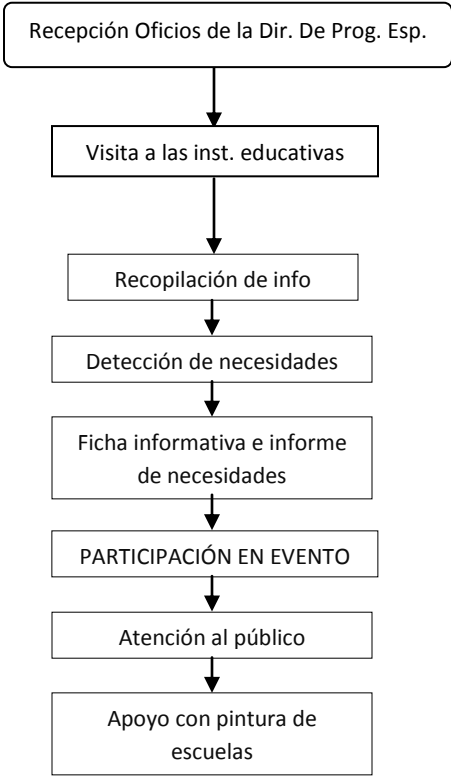 Recepción Oficios de la Dir. De Prog. Esp.
Visita a las inst. educativas
Recopilación de info
Detección de necesidades
Ficha informativa e informe
de necesidades
PARTICIPACIÓN EN EVENTO
Atención al público
Apoyo con pintura de
escuelas